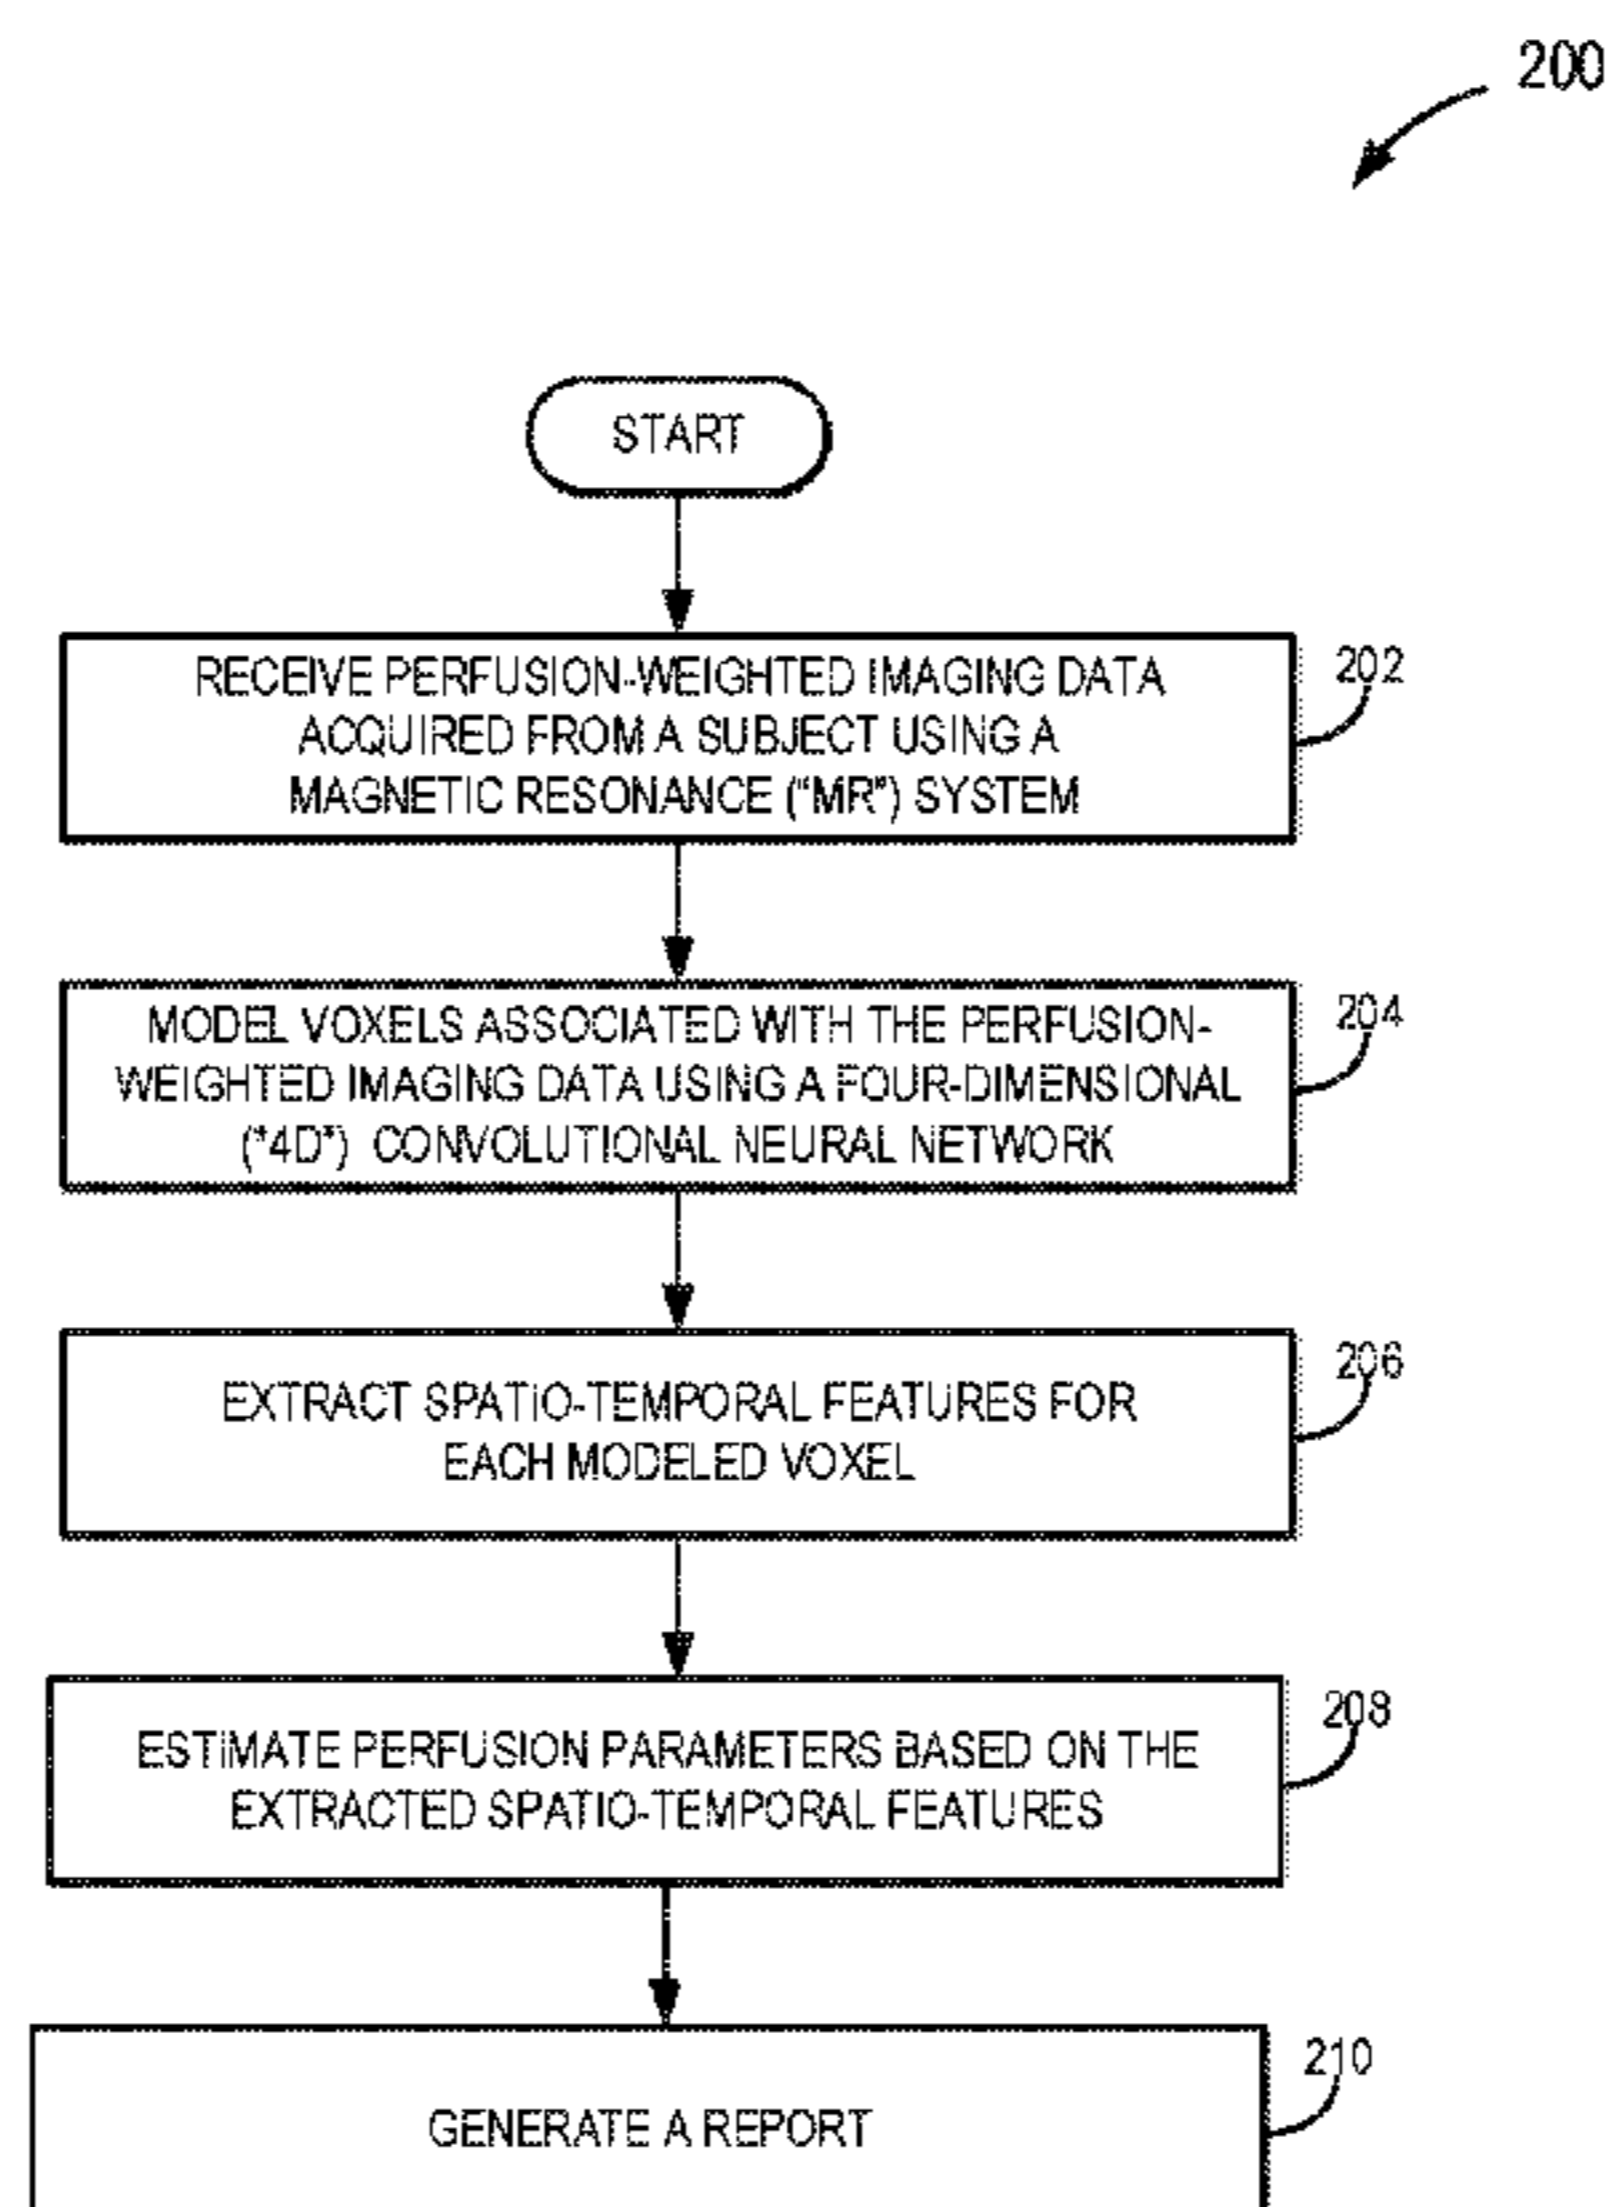 200
START
RECEIVE PERFUSION-WEIGHTED IMAGING DATA
ACQUIRED FROM A SUBJECT USING A
MAGNETIC RESONANCE ("MR") SYSTEM
202
MODEL VOXELS ASSOCIATED WITH THE PERFUSION-
WEIGHTED IMAGING DATA USING A FOUR-DIMENSIONAL
("4D") CONVOLUTIONAL NEURAL NETWORK
204
EXTRACT SPATIO-TEMPORAL FEATURES FOR
EACH MODELED VOXEL
206
ESTIMATE PERFUSION PARAMETERS BASED ON THE
EXTRACTED SPATIO-TEMPORAL FEATURES
208
GENERATE A REPORT
210